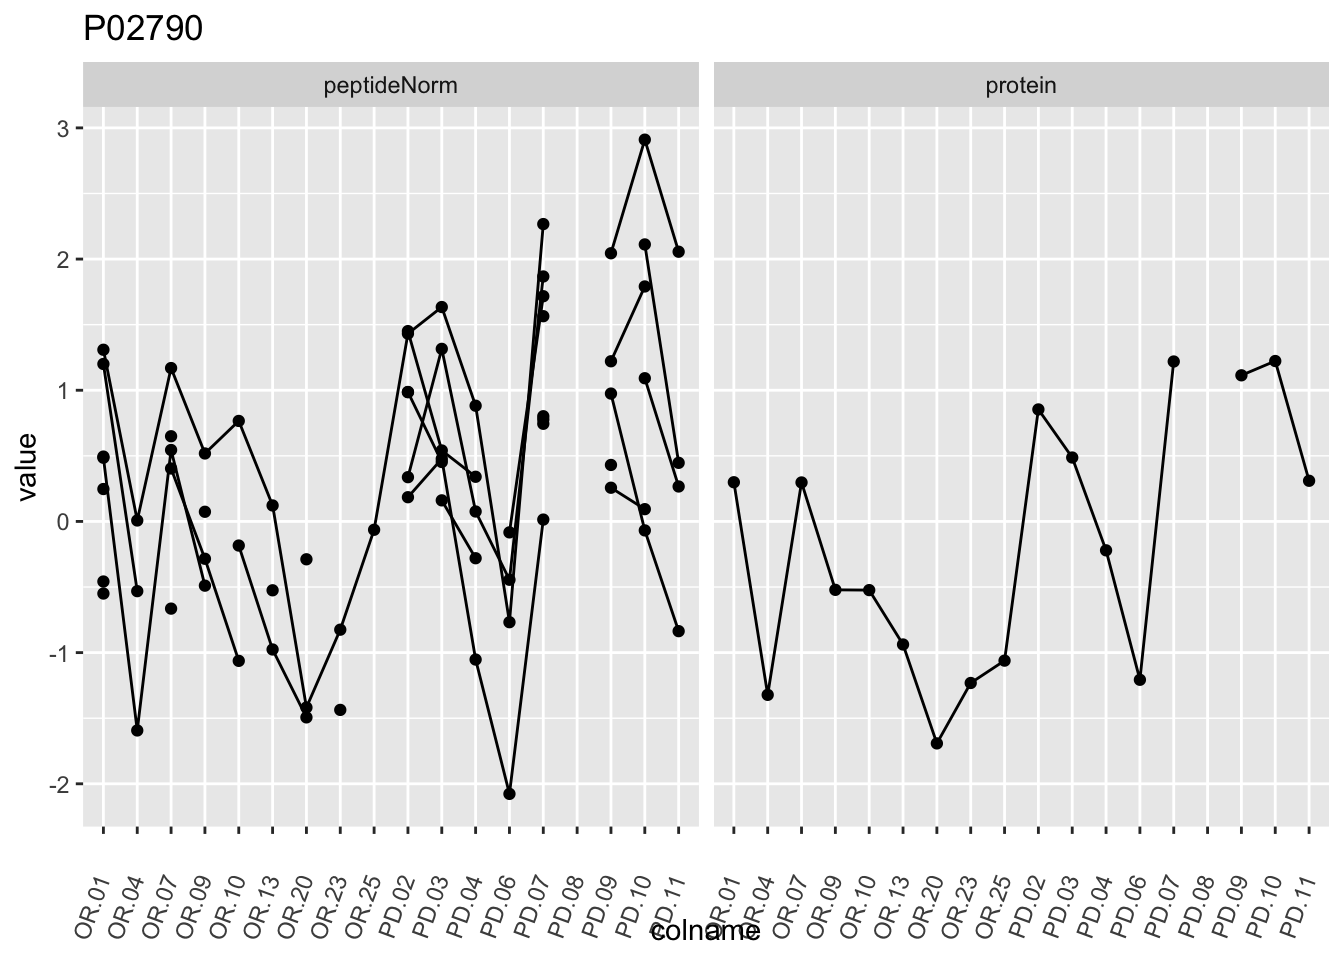 P02790
peptideNorm protein
3
2
1
0
-1
-2
value
OR.01 OR.04 OR.07 OR.09 OR.10 OR.13 OR.20 OR.23 OR.25 PD.02 PD.03 PD.04 PD.06 PD.07 PD.08 PD.09 PD.10 PD.11 OR.01 OR.04 OR.07 OR.09 OR.10 OR.13 OR.20 OR.23 OR.25 PD.02 PD.03 PD.04 PD.06 PD.07 PD.08 PD.09 PD.10 PD.11
colname